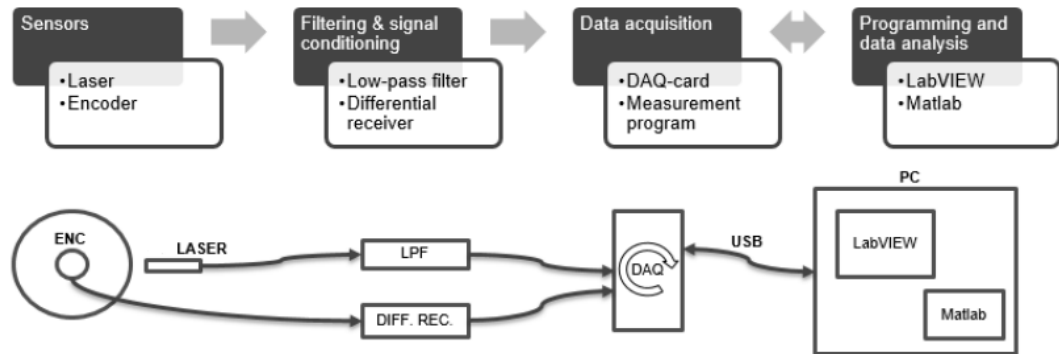 Sensors
•Laser
•Encoder
Filtering & signal
conditioning
•Low-pass filter
•Differential
receiver
Data acquisition
•DAQ-card
•Measurement
program
Programming and
data analysis
•LabVIEW
•Matlab
ENC
LASER
LPF
DIFF. REC.
DAQ
USB
PC
LabVIEW
Matlab